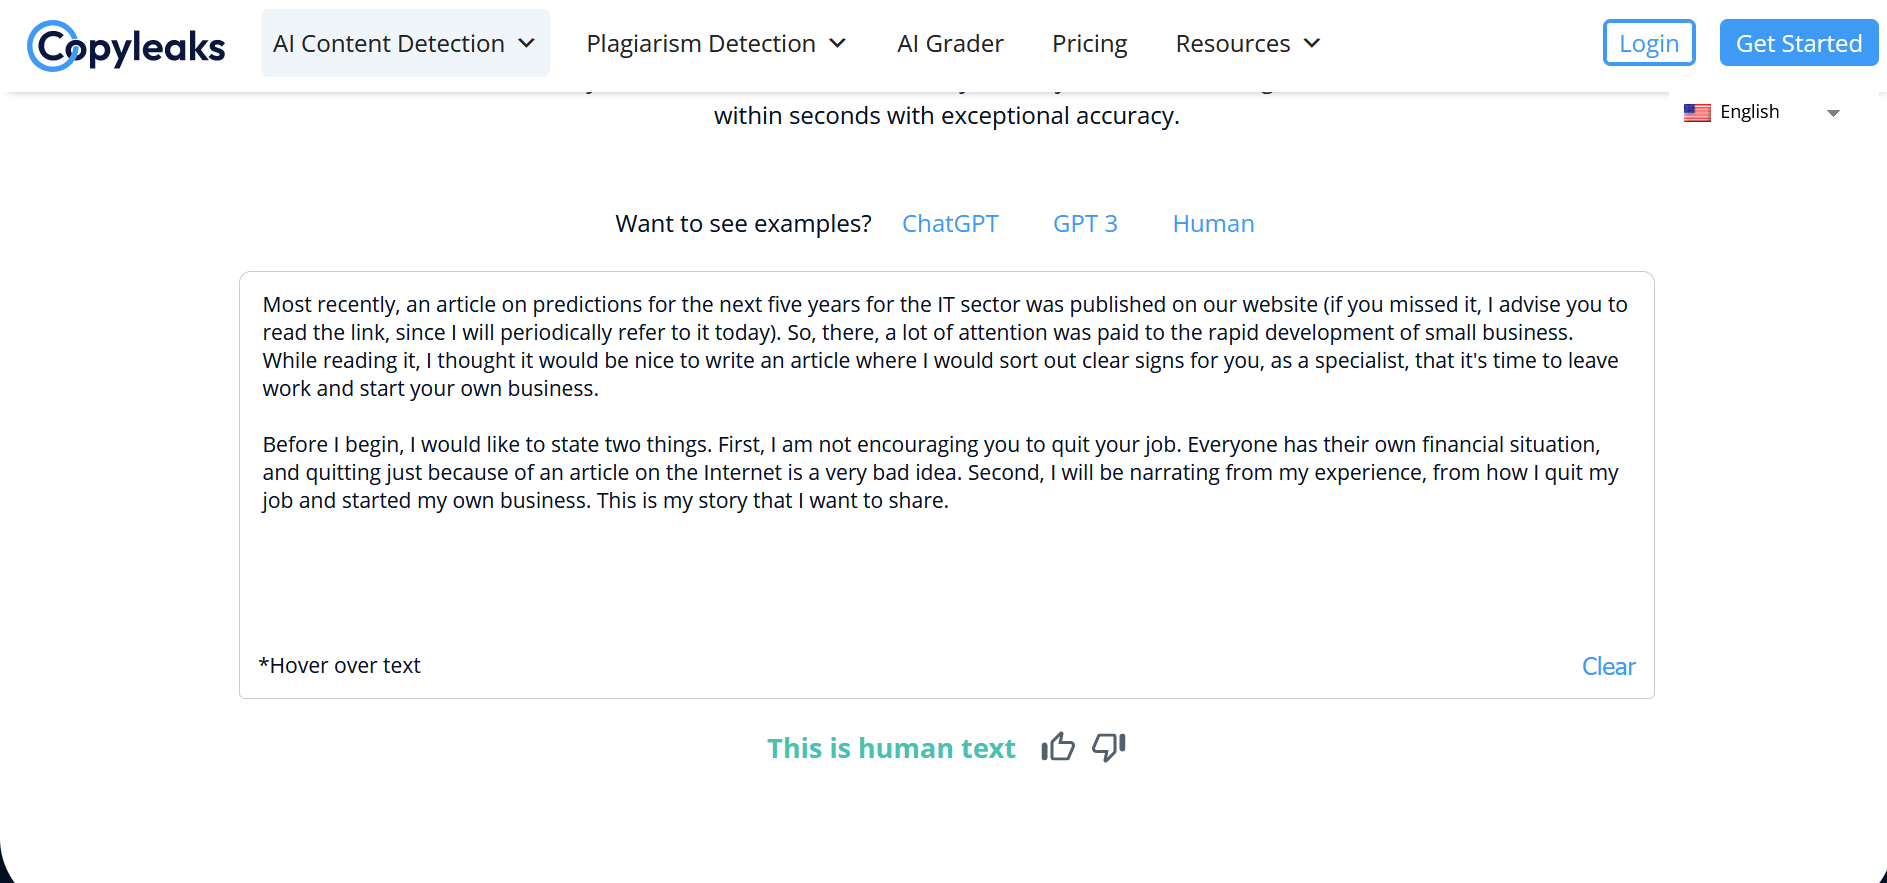 Copyleaks
AI Content Detection
Plagiarism Detection
AI Grader
Pricing
Resources
Login
Get Started
within seconds with exceptional accuracy.
English
Want to see examples? ChatGPT GPT 3 Human
Most recently, an article on predictions for the next five years for the IT sector was published on our website (if you missed it, I advise you to
read the link, since I will periodically refer to it today). So, there, a lot of attention was paid to the rapid development of small business.
While reading it, I thought it would be nice to write an article where I would sort out clear signs for you, as a specialist, that it's time to leave
work and start your own business.
Before I begin, I would like to state two things. First, I am not encouraging you to quit your job. Everyone has their own financial situation,
and quitting just because of an article on the Internet is a very bad idea. Second, I will be narrating from my experience, from how I quit my
job and started my own business. This is my story that I want to share.
*Hover over text
Clear
This is human text